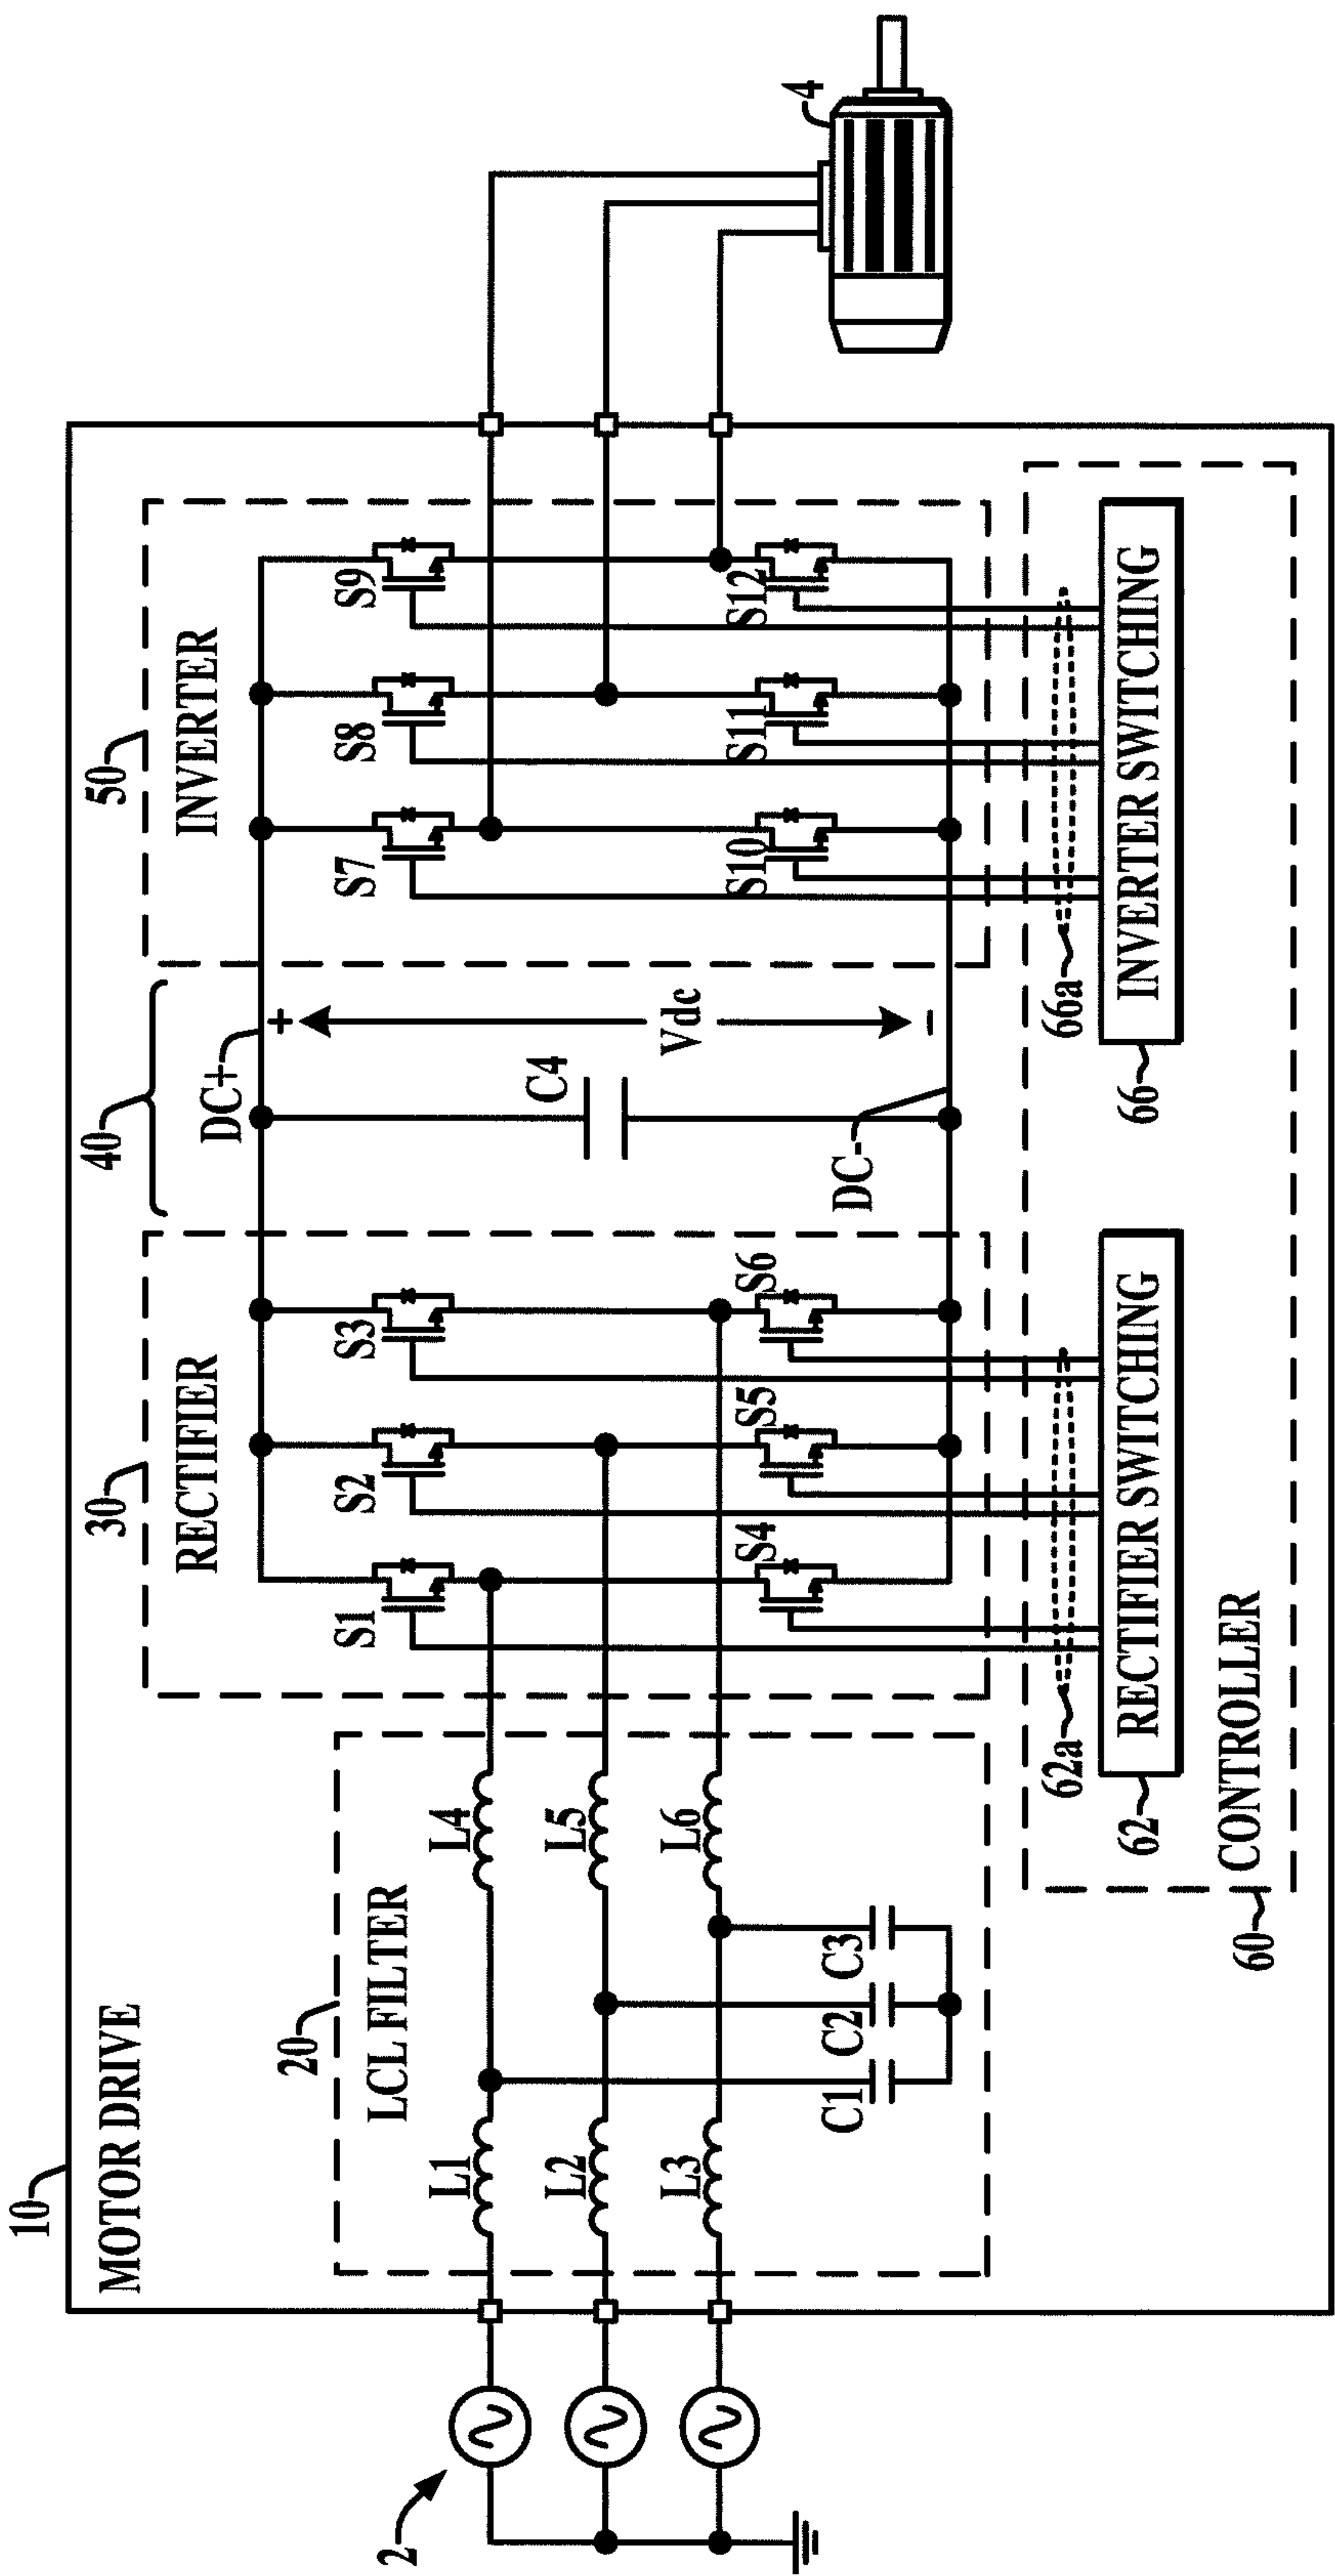 10
MOTOR DRIVE
2
20
LCL FILTER
L1
L2
L3
L4
L5
L6
C1
C2
C3
30
RECTIFIER
S1
S2
S3
S4
S5
S6
40
DC+
C4
+
Vdc
-
DC-
50
INVERTER
S7
S8
S9
S10
S11
S12
4
60
CONTROLLER
62
62a
RECTIFIER SWITCHING
66
66a
INVERTER SWITCHING